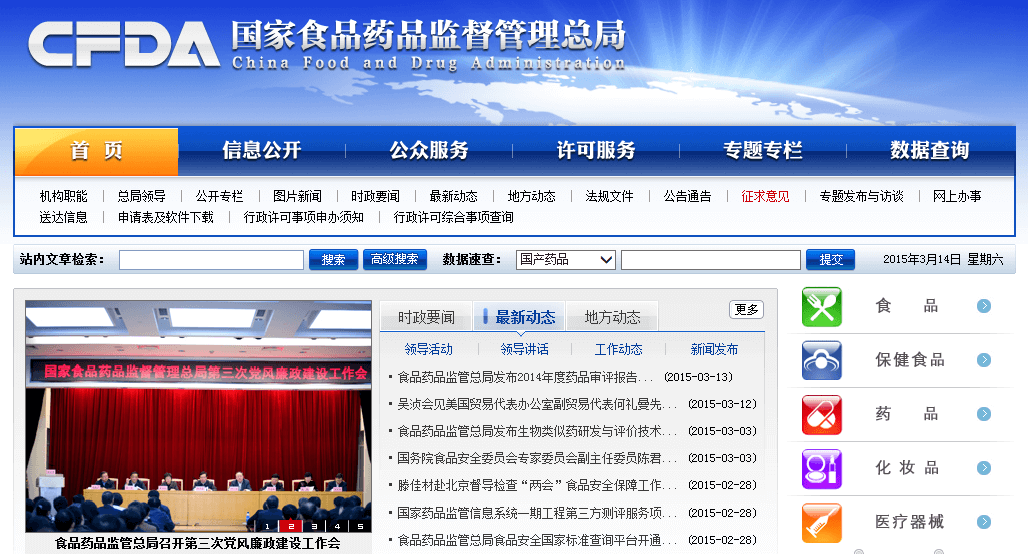 CFDA 国家食品药品监督管理总局
China Food and Drug Administration
首 页 信息公开 公众服务 许可服务 专题专栏 数据查询
机构职能 总局领导 公开专栏 图片新闻 时政要闻 最新动态 地方动态 法规文件 公告通告 征求意见 专题发布与访谈 网上办事
送达信息 申请表及软件下载 行政许可事项申办须知 行政许可综合事项查询
站内文章检索： 搜索 高级搜索 数据速查： 国产药品 提交 2015年3月14日 星期六
国家食品药品监督管理总局第三次党风廉政建设工作会
1 2 3 4 5
食品药品监管总局召开第三次党风廉政建设工作会
时政要闻 最新动态 地方动态 更多
领导活动 领导讲话 工作动态 新闻发布
食品药品监管总局发布2014年度药品审评报告... (2015-03-13)
吴浈会见美国贸易代表办公室副贸易代表何礼曼先... (2015-03-12)
食品药品监管总局发布生物类似药研发与评价技术... (2015-03-03)
国务院食品安全委员会专家委员会副主任委员陈君... (2015-03-03)
滕佳材赴北京督导检查“两会”食品安全保障工作... (2015-02-28)
国家药品监管信息系统一期工程第三方测评服务项... (2015-02-28)
食品药品监管总局食品安全国家标准查询平台开通... (2015-02-28)
食 品
保健食品
药 品
化 妆 品
医疗器械